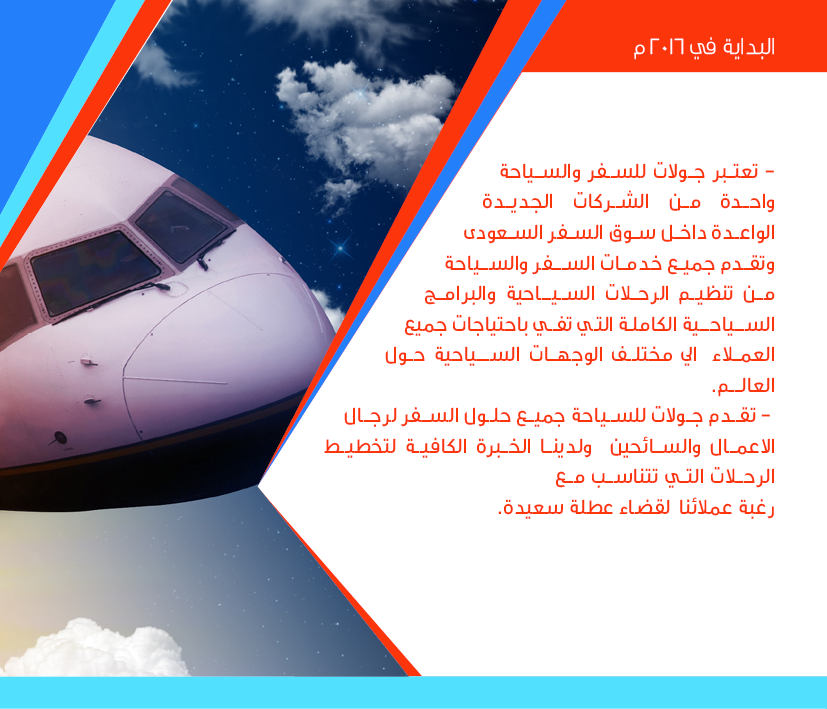 البداية في ٢٠١٦ م
- تعتبر جولات للسفر والسياحة
واحدة من الشركات الجديدة
الواعدة داخل سوق السفر السعودى
وتقدم جميع خدمات السفر والسياحة
من تنظيم الرحلات السياحية والبرامج
السياحية الكاملة التي تفي باحتياجات جميع
العملاء الي مختلف الوجهات السياحية حول
العالم.
- تقدم جولات للسياحة جميع حلول السفر لرجال
الاعمال والسائحين ولدينا الخبرة الكافية لتخطيط
الرحلات التي تتناسب مع
رغبة عملائنا لقضاء عطلة سعيدة.